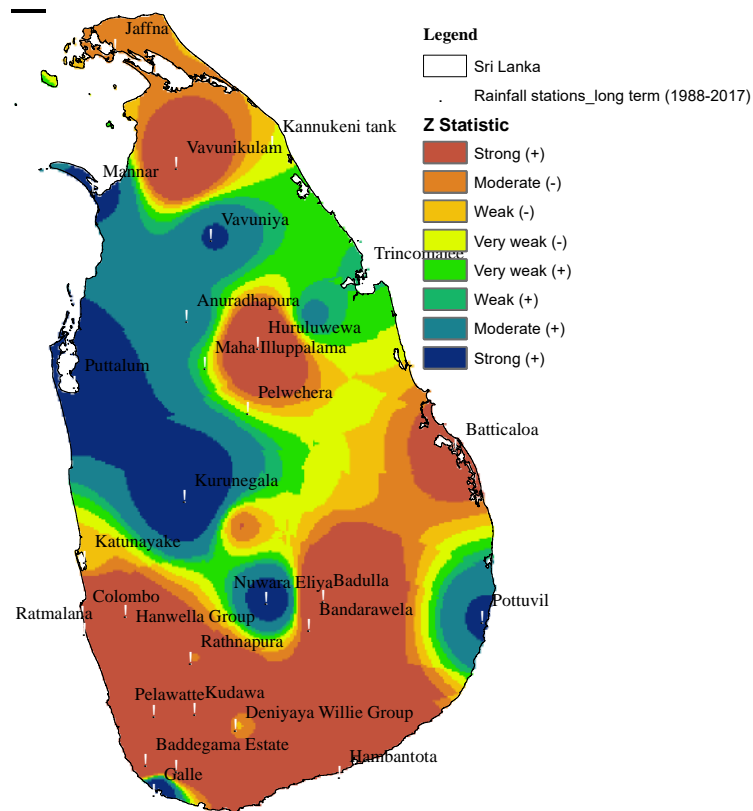 Jaffna
Legend
Sri Lanka
Rainfall stations_long term (1988-2017)
Z Statistic
Strong (+)
Moderate (-)
Weak (-)
Very weak (-)
Very weak (+)
Weak (+)
Moderate (+)
Strong (+)
Kannukeni tank
Vavunikulam
Mannar
Vavuniya
Trincomalee
Anuradhapura
Huruluwewa
Maha Illuppalama
Puttalum
Pelwehera
Batticaloa
Kurunegala
Katunayake
Nuwara Eliya
Badulla
Colombo
Pottuvil
Ratmalana
Hanwella Group
Bandarawela
Rathnapura
Pelawatte
Kudawa
Deniyaya Willie Group
Baddegama Estate
Hambantota
Galle